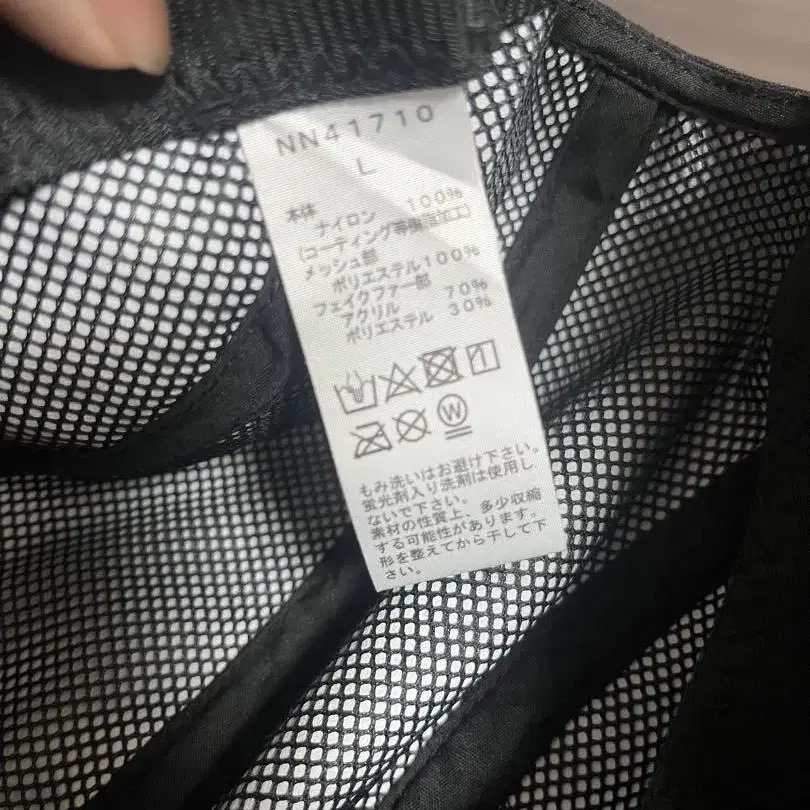 NN41710
L
本体
ナイロン 100%
(コーティング等樹脂加工)
メッシュ部
ポリエステル100%
フェイクファー部
アクリル 70%
ポリエステル 30%
W
もみ洗いはお避け下さい。
蛍光剤入り洗剤は使用し
ないで下さい。
素材の性質上、多少収縮
する可能性があります。
形を整えてから干して下
さい。